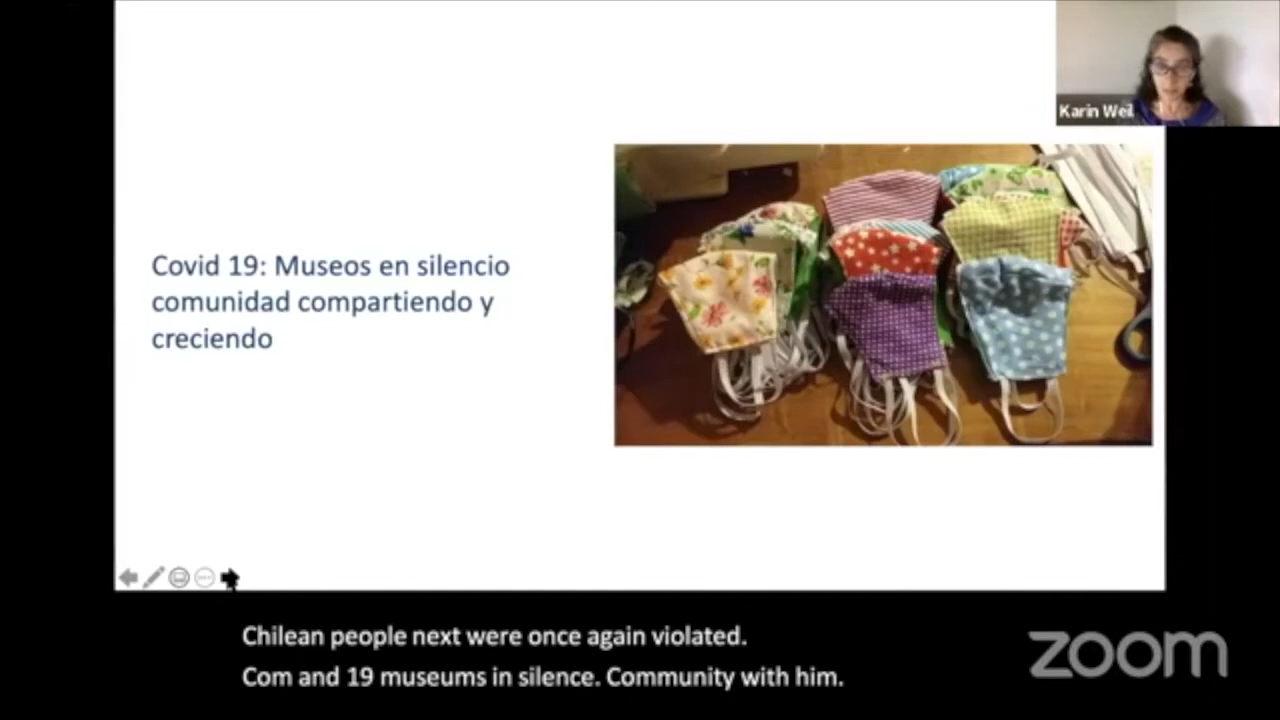 Karin Weil
Covid 19: Museos en silencio
comunidad compartiendo y
creciendo
Chilean people next were once again violated.
Com and 19 museums in silence. Community with him.
zoom